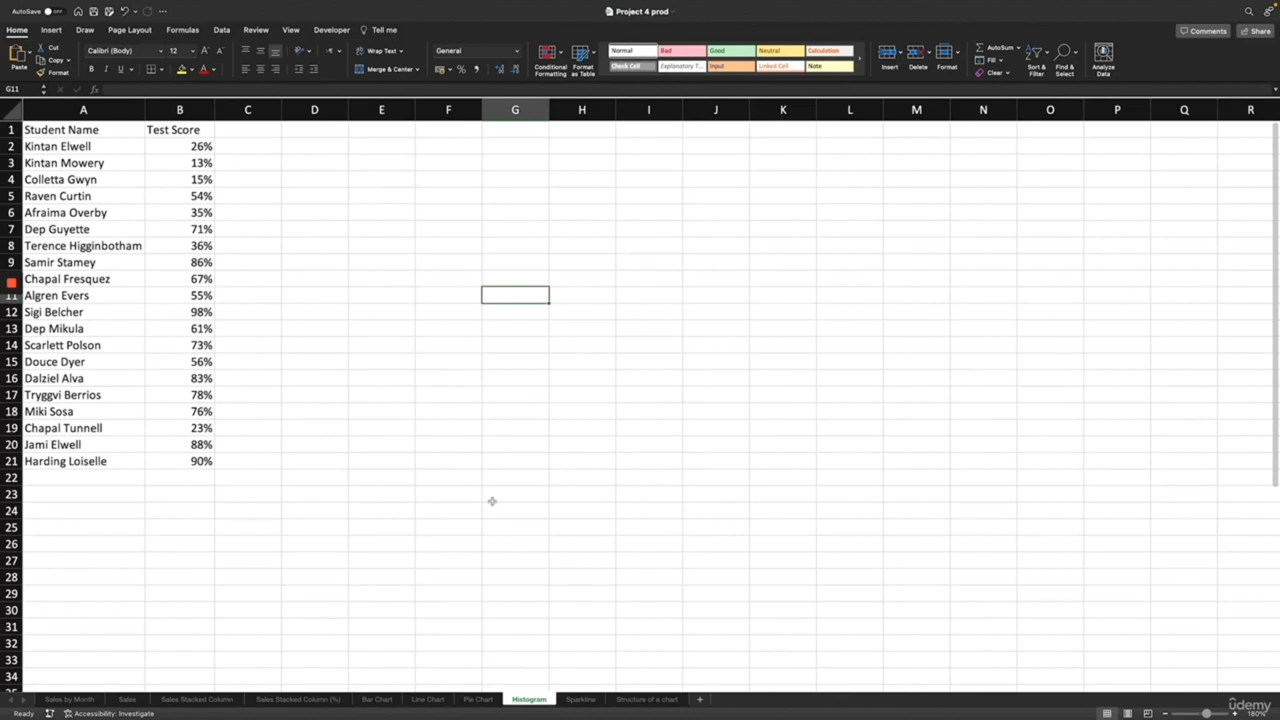 AutoSave OFF
Project 4 prod
Home Insert Draw Page Layout Formulas Data Review View Developer Tell me
Comments Share
Paste
Cut
Copy
Format
Calibri (Body) 12
B
A
Wrap Text
Merge & Center
General
%
Conditional Formatting
Format as Table
Normal Bad Good Neutral Calculation
Check Cell Explanatory T... Input Linked Cell Note
Insert
Delete
Format
AutoSum
Fill
Clear
Sort & Filter
Find & Select
Analyze Data
G11 fx
A B C D E F G H I J K L M N O P Q R
1 Student Name Test Score
2 Kintan Elwell 26%
3 Kintan Mowery 13%
4 Colletta Gwyn 15%
5 Raven Curtin 54%
6 Afraima Overby 35%
7 Dep Guyette 71%
8 Terence Higginbotham 36%
9 Samir Stamey 86%
Chapal Fresquez 67%
11 Algren Evers 55%
12 Sigi Belcher 98%
13 Dep Mikula 61%
14 Scarlett Polson 73%
15 Douce Dyer 56%
16 Dalziel Alva 83%
17 Tryggvi Berrios 78%
18 Miki Sosa 76%
19 Chapal Tunnell 23%
20 Jami Elwell 88%
21 Harding Loiselle 90%
22
23
24
25
26
27
28
29
30
31
32
33
34
Sales by Month Sales Sales Stacked Column Sales Stacked Column (%) Bar Chart Line Chart Pie Chart Histogram Sparkline Structure of a chart +
Ready Accessibility: Investigate
180%
udemy